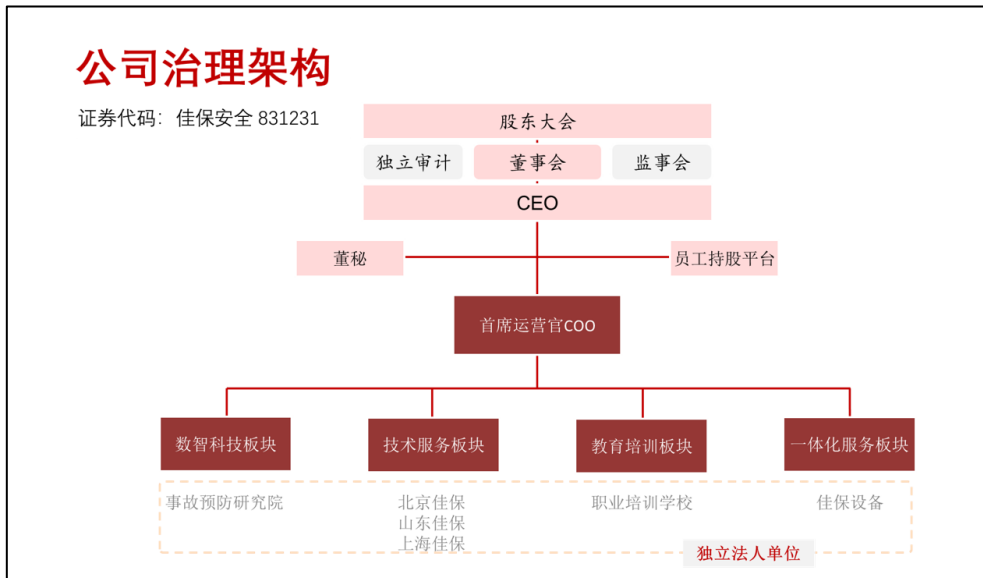 公司治理架构
证券代码：佳保安全 831231
股东大会
独立审计
董事会
监事会
CEO
董秘
员工持股平台
首席运营官COO
数智科技板块
技术服务板块
教育培训板块
一体化服务板块
事故预防研究院
北京佳保
山东佳保
上海佳保
职业培训学校
佳保设备
独立法人单位